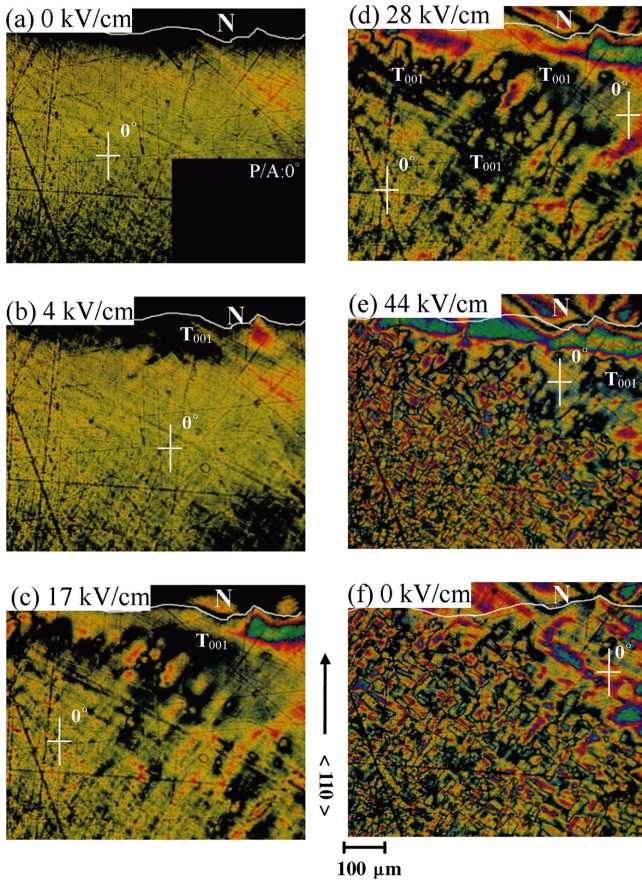 (a) 0 kV/cm
N
0°
P/A:0°
(b) 4 kV/cm
N
T001
0°
(c) 17 kV/cm
N
T001
0°
(d) 28 kV/cm
N
T001
T001
0°
0°
T001
(e) 44 kV/cm
N
0°
T001
(f) 0 kV/cm
N
0°
< 110 >
100 μm